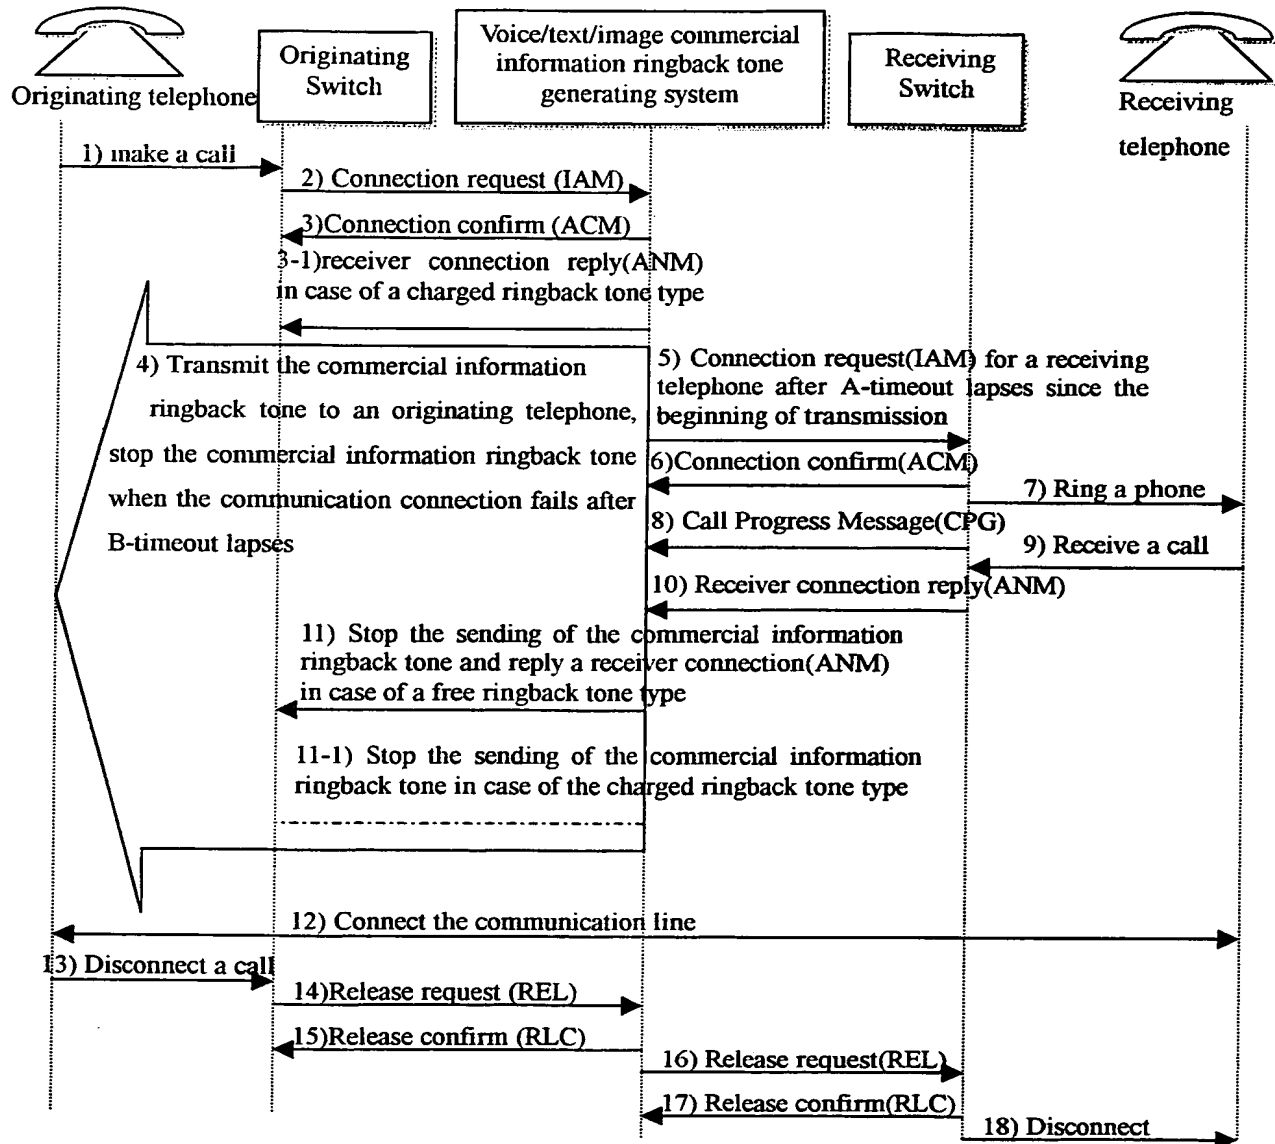 Originating telephone
Originating
Switch
Voice/text/image commercial
information ringback tone
generating system
Receiving
Switch
Receiving
telephone
1) make a call
2) Connection request (IAM)
3)Connection confirm (ACM)
3-1)receiver connection reply(ANM)
in case of a charged ringback tone type
4) Transmit the commercial information
ringback tone to an originating telephone,
stop the commercial information ringback tone
when the communication connection fails after
B-timeout lapses
5) Connection request(IAM) for a receiving
telephone after A-timeout lapses since the
beginning of transmission
6)Connection confirm(ACM)
7) Ring a phone
8) Call Progress Message(CPG)
9) Receive a call
10) Receiver connection reply(ANM)
11) Stop the sending of the commercial information
ringback tone and reply a receiver connection(ANM)
in case of a free ringback tone type
11-1) Stop the sending of the commercial information
ringback tone in case of the charged ringback tone type
12) Connect the communication line
13) Disconnect a call
14)Release request (REL)
15)Release confirm (RLC)
16) Release request(REL)
17) Release confirm(RLC)
18) Disconnect